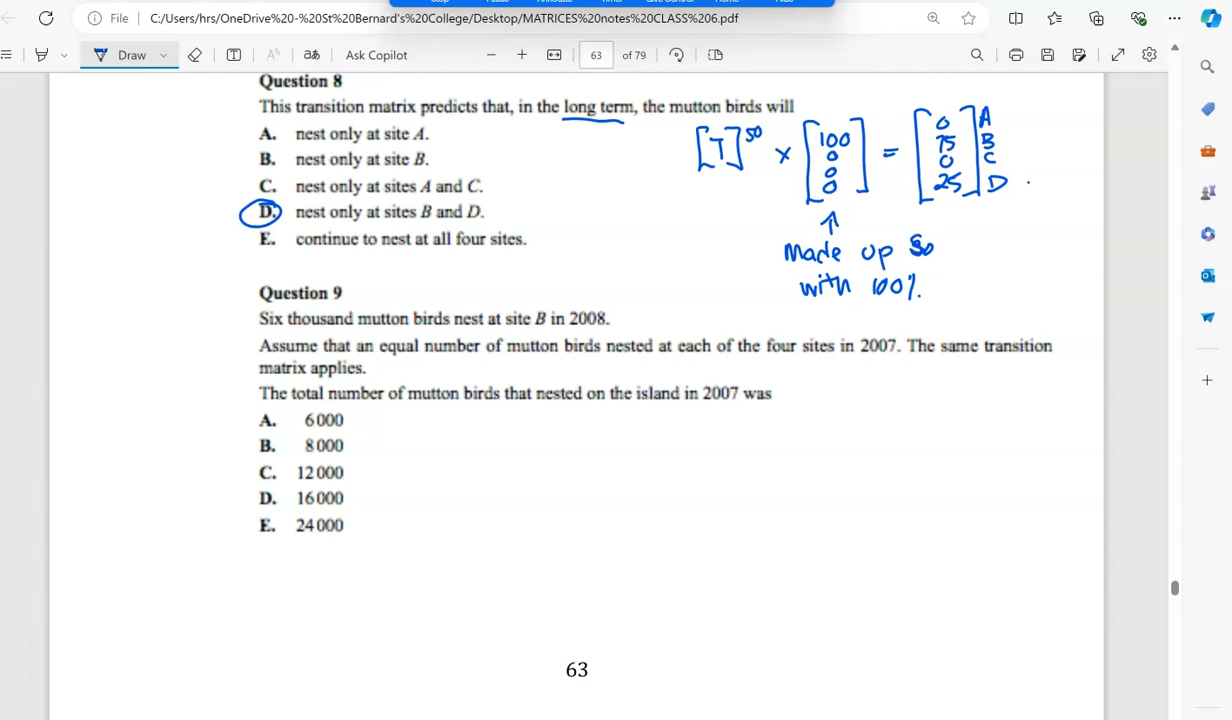 File C:/Users/hrs/OneDrive%20-%20St%20Bernard's%20College/Desktop/MATRICES%20notes%20CLASS%206.pdf
Draw Ask Copilot 63 of 79
Question 8
This transition matrix predicts that, in the long term, the mutton birds will
A. nest only at site A.
B. nest only at site B.
C. nest only at sites A and C.
D. nest only at sites B and D.
E. continue to nest at all four sites.
[T]^50 × [100 0 0 0] = [0 75 0 25] A B C D
↑
Made up so
with 100%.
Question 9
Six thousand mutton birds nest at site B in 2008.
Assume that an equal number of mutton birds nested at each of the four sites in 2007. The same transition
matrix applies.
The total number of mutton birds that nested on the island in 2007 was
A. 6 000
B. 8 000
C. 12 000
D. 16 000
E. 24 000
63